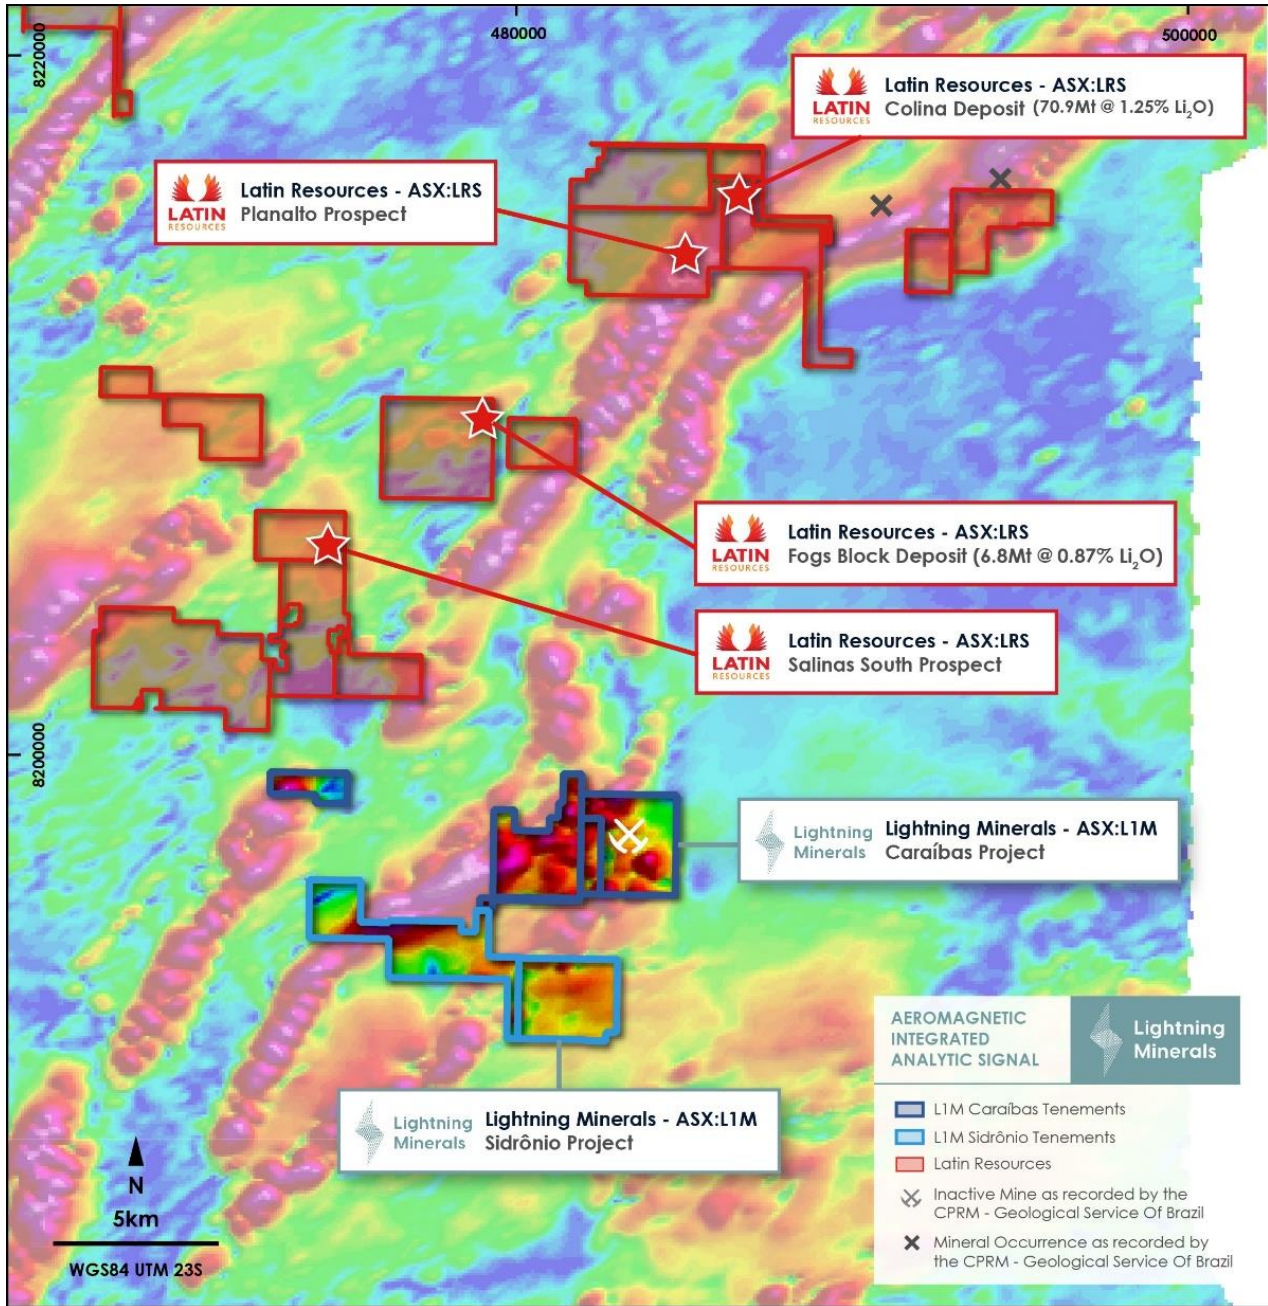 480000
500000
8220000
LATIN
RESOURCES
Latin Resources - ASX:LRS
Colina Deposit (70.9Mt @ 1.25% Li₂O)
LATIN
RESOURCES
Latin Resources - ASX:LRS
Planalto Prospect
LATIN
RESOURCES
Latin Resources - ASX:LRS
Fogs Block Deposit (6.8Mt @ 0.87% Li₂O)
LATIN
RESOURCES
Latin Resources - ASX:LRS
Salinas South Prospect
8200000
Lightning
Minerals
Lightning Minerals - ASX:L1M
Caraíbas Project
Lightning
Minerals
Lightning Minerals - ASX:L1M
Sidrônio Project
AEROMAGNETIC
INTEGRATED
ANALYTIC SIGNAL
Lightning
Minerals
L1M Caraíbas Tenements
L1M Sidrônio Tenements
Latin Resources
Inactive Mine as recorded by the
CPRM - Geological Service Of Brazil
Mineral Occurrence as recorded by
the CPRM - Geological Service Of Brazil
N
5km
WGS84 UTM 23S